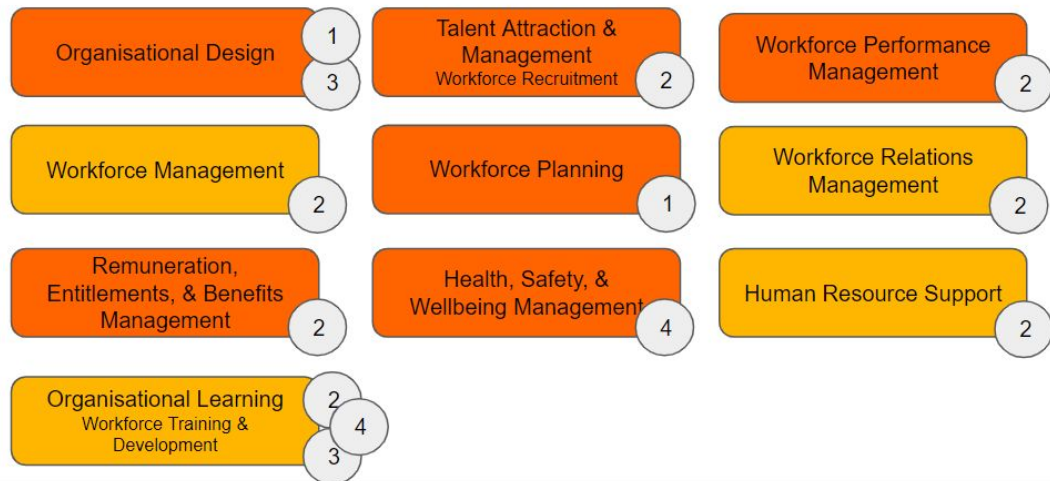 Organisational Design
1
3
Talent Attraction &
Management
Workforce Recruitment
2
Workforce Performance
Management
2
Workforce Management
2
Workforce Planning
1
Workforce Relations
Management
2
Remuneration,
Entitlements, & Benefits
Management
2
Health, Safety, &
Wellbeing Management
4
Human Resource Support
2
Organisational Learning
Workforce Training &
Development
2
4
3